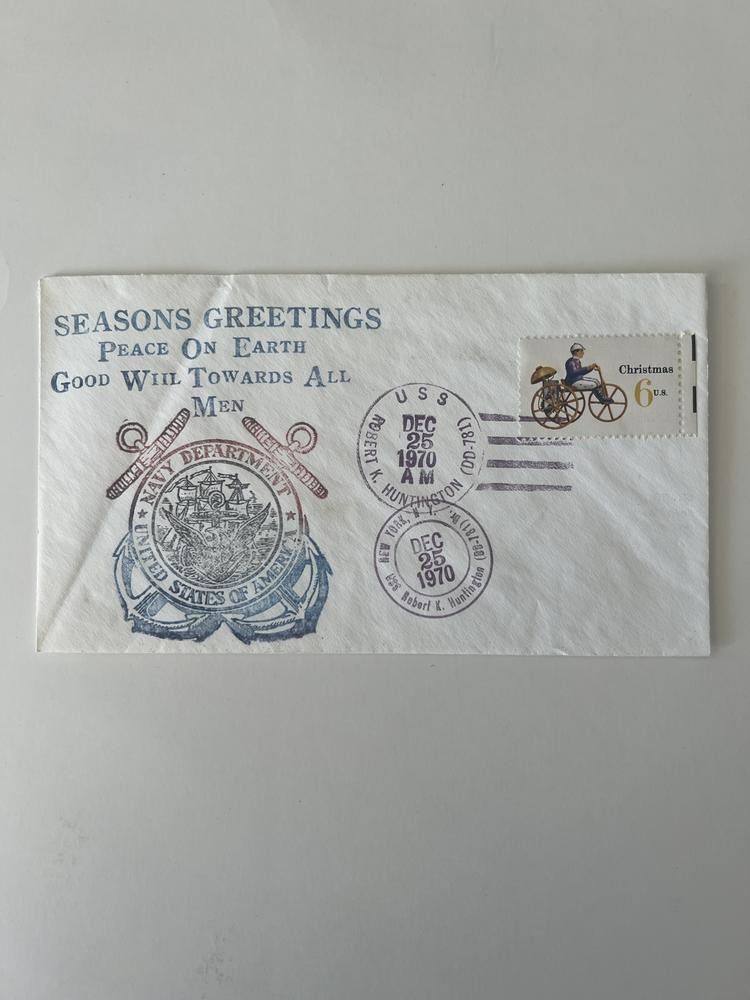 SEASONS GREETINGS
PEACE ON EARTH
GOOD WIIL TOWARDS ALL
MEN
NAVY DEPARTMENT
★ UNITED STATES OF AMERICA ★
USS
ROBERT K. HUNTINGTON (DD-781)
DEC
25
1970
AM
Christmas
6 U.S.
USS Robert K. Huntington (DD-781) Br.
NEW YORK, N. Y.
DEC
25
1970